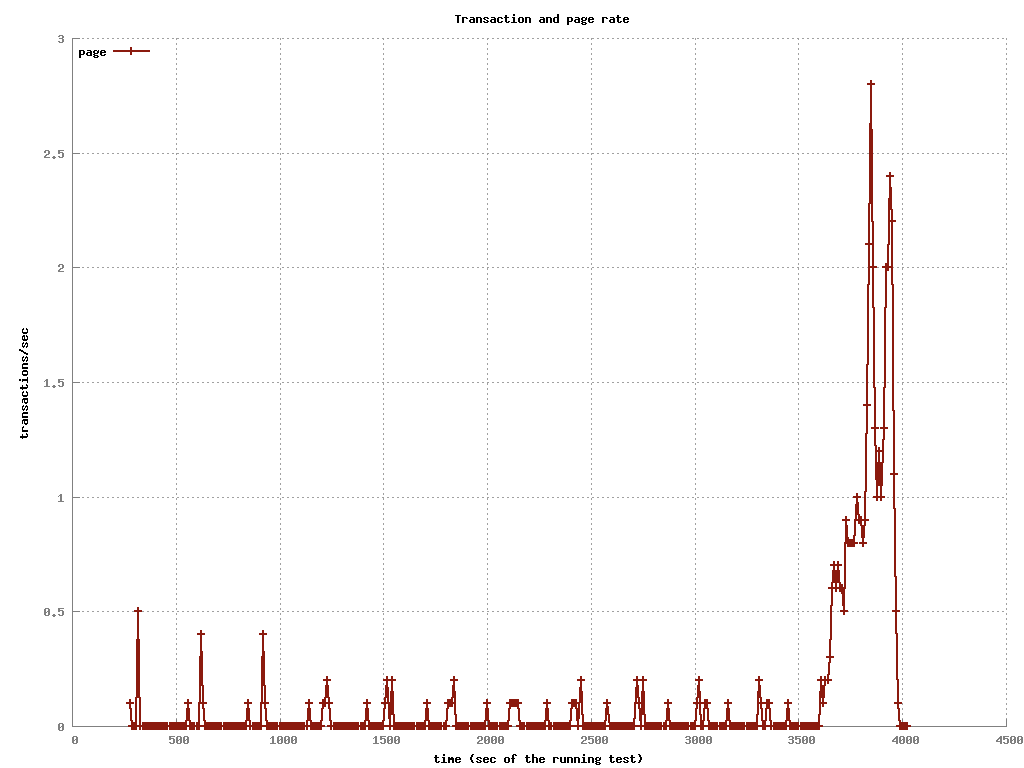 Transaction and page rate
page
3
2.5
2
1.5
1
0.5
0
transactions/sec
0 500 1000 1500 2000 2500 3000 3500 4000 4500
time (sec of the running test)